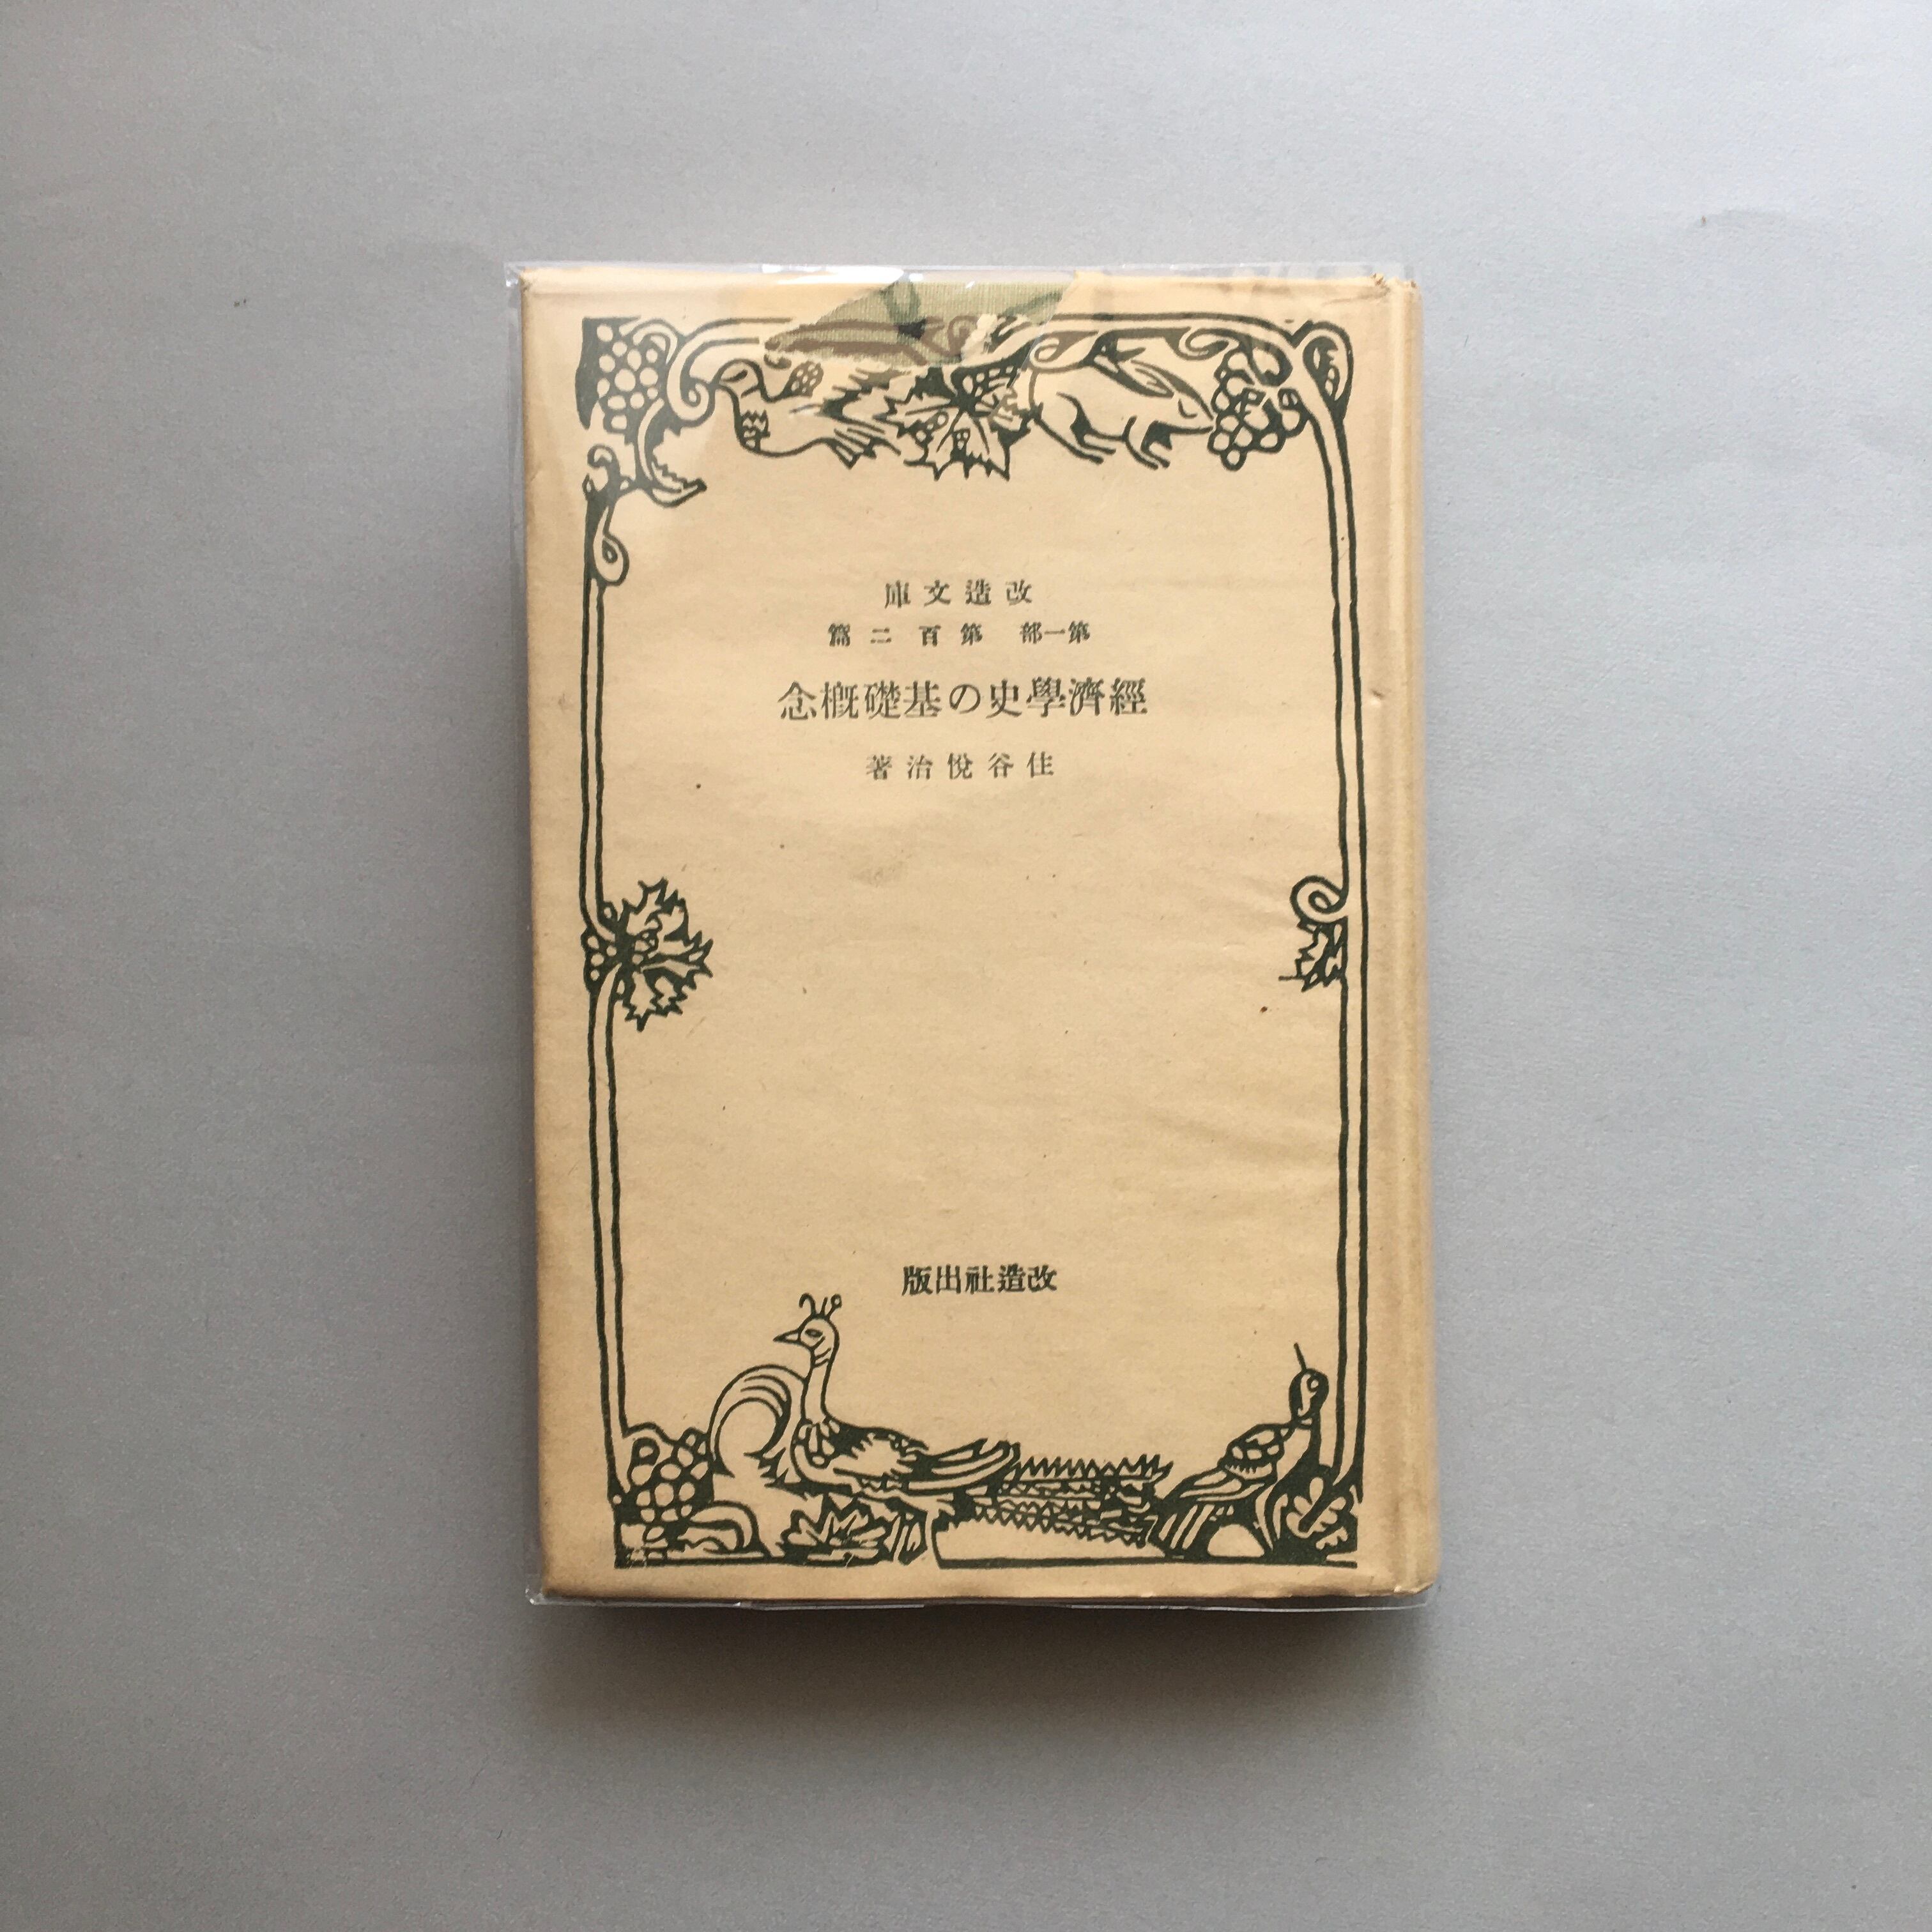 改造文庫
第一部 第百二篇
經濟學史の基礎概念
住谷悅治著
改造社出版